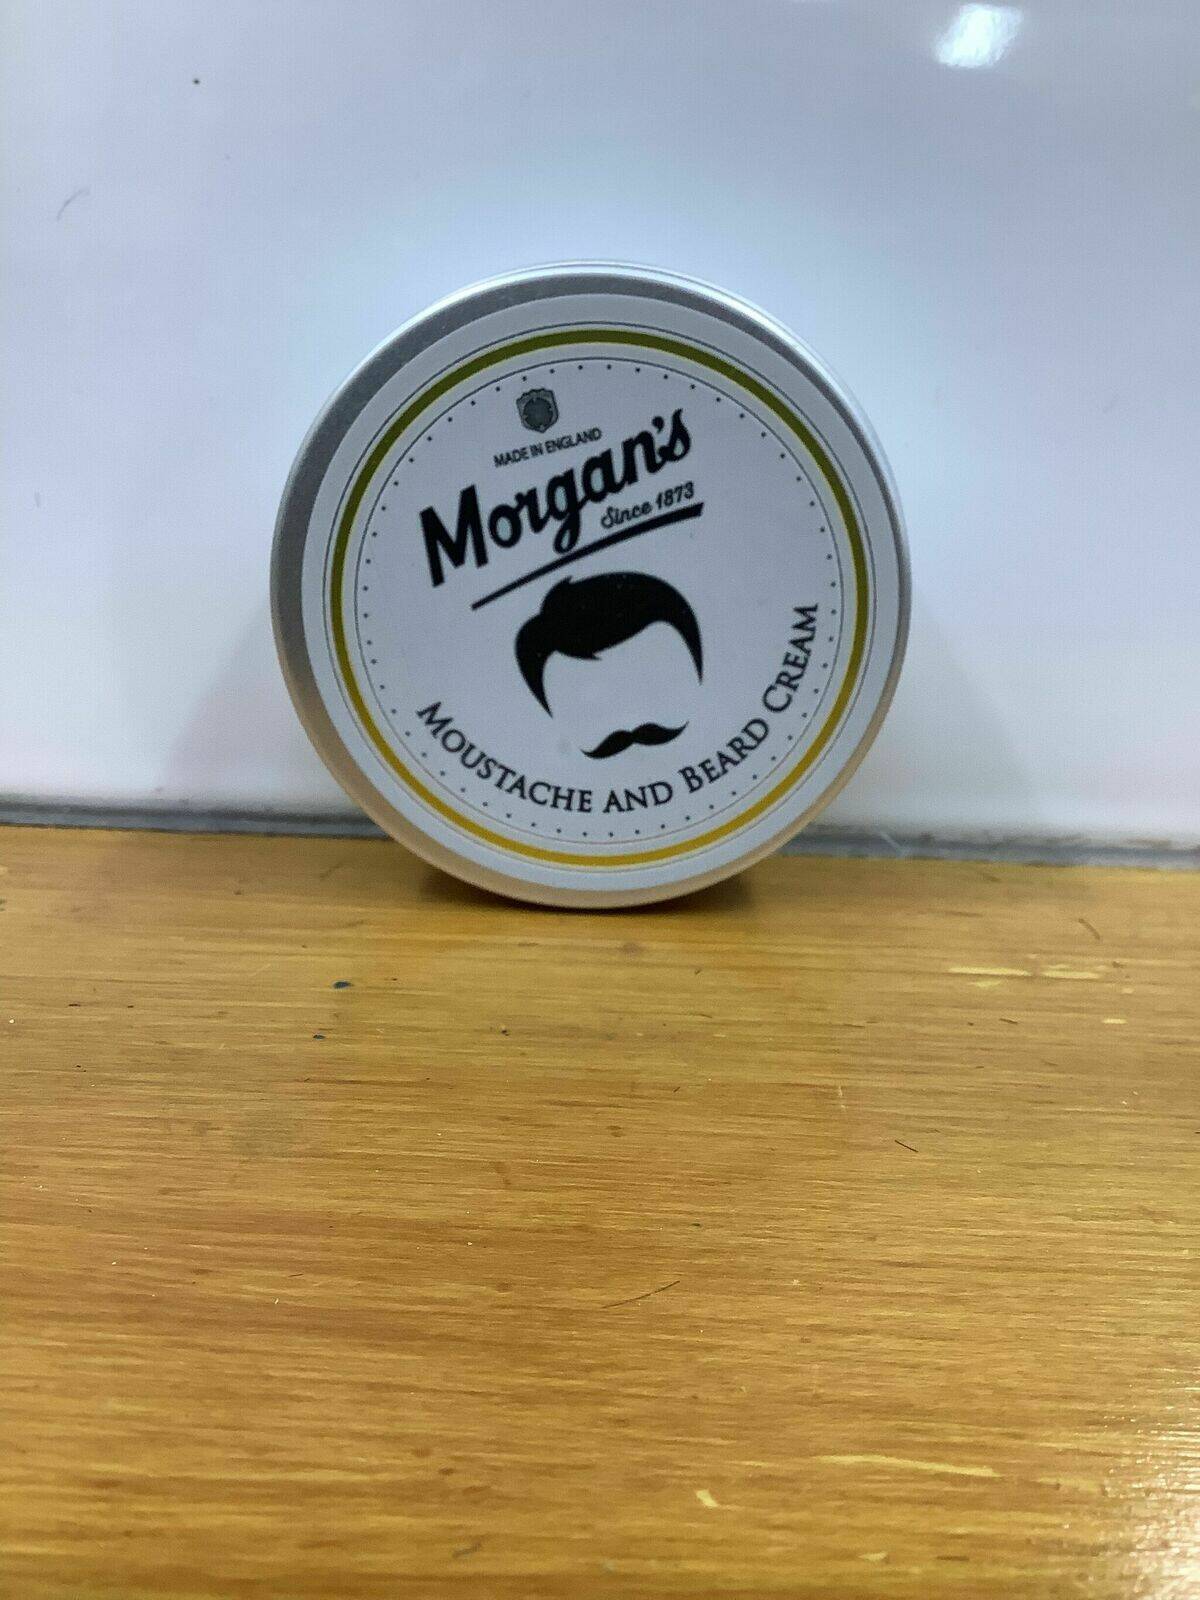 MADE IN ENGLAND
Morgan's
Since 1873
MOUSTACHE AND BEARD CREAM